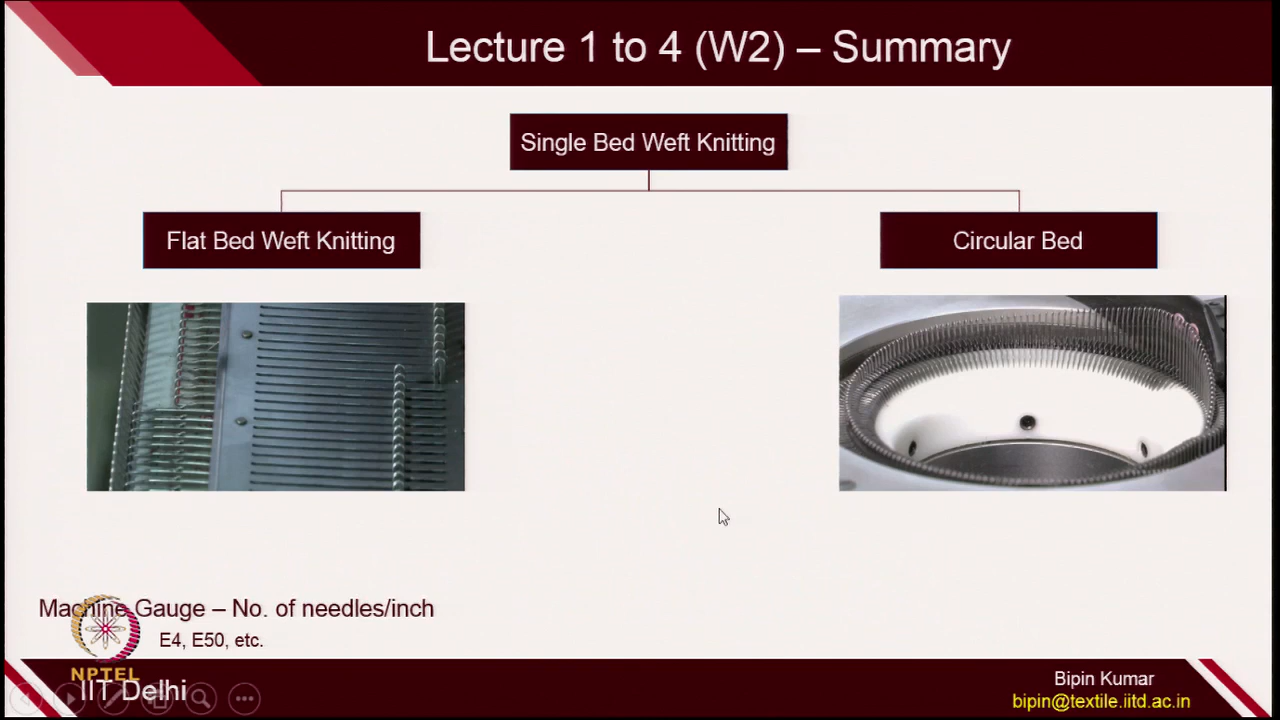 Lecture 1 to 4 (W2) – Summary
Single Bed Weft Knitting
Flat Bed Weft Knitting
Circular Bed
Machine Gauge – No. of needles/inch
E4, E50, etc.
NPTEL
IIT Delhi
Bipin Kumar
bipin@textile.iitd.ac.in